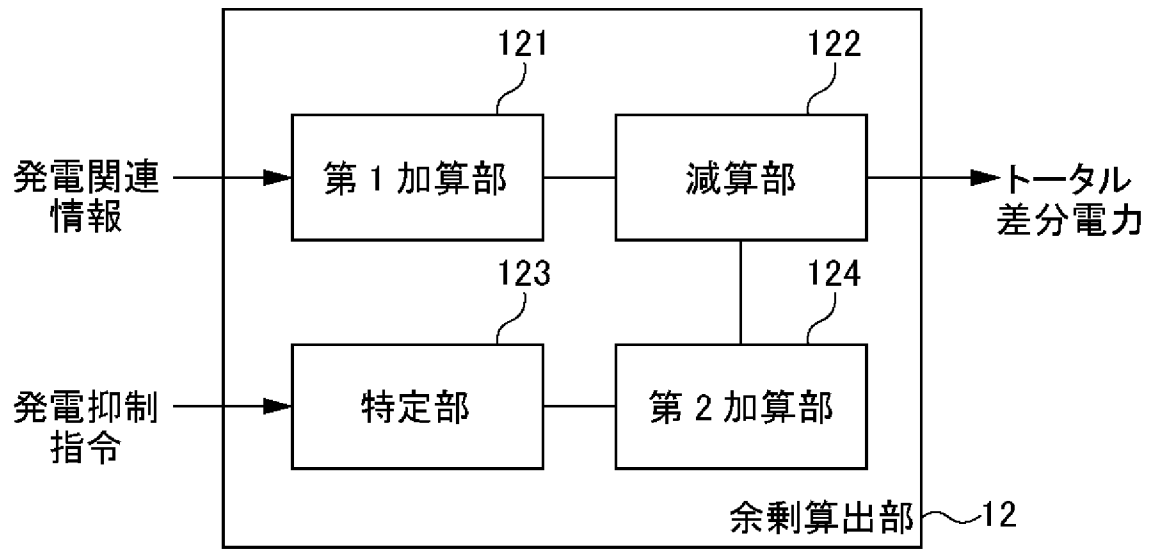 121
122
発電関連
情報
第１加算部
減算部
トータル
差分電力
123
124
発電抑制
指令
特定部
第２加算部
余剰算出部
12